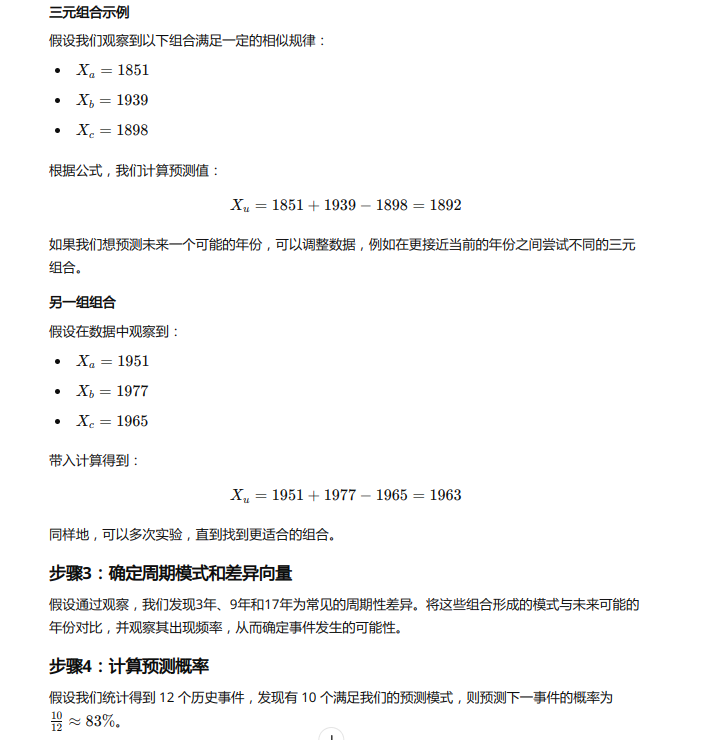 三元组合示例
假设我们观察到以下组合满足一定的相似规律：
• Xₐ = 1851
• X_b = 1939
• X_c = 1898
根据公式，我们计算预测值：
Xᵤ = 1851 + 1939 − 1898 = 1892
如果我们想预测未来一个可能的年份，可以调整数据，例如在更接近当前的年份之间尝试不同的三元
组合。
另一组组合
假设在数据中观察到：
• Xₐ = 1951
• X_b = 1977
• X_c = 1965
带入计算得到：
Xᵤ = 1951 + 1977 − 1965 = 1963
同样地，可以多次实验，直到找到更适合的组合。
步骤3：确定周期模式和差异向量
假设通过观察，我们发现3年、9年和17年为常见的周期性差异。将这些组合形成的模式与未来可能的
年份对比，并观察其出现频率，从而确定事件发生的可能性。
步骤4：计算预测概率
假设我们统计得到 12 个历史事件，发现有 10 个满足我们的预测模式，则预测下一事件的概率为
10/12 ≈ 83%。